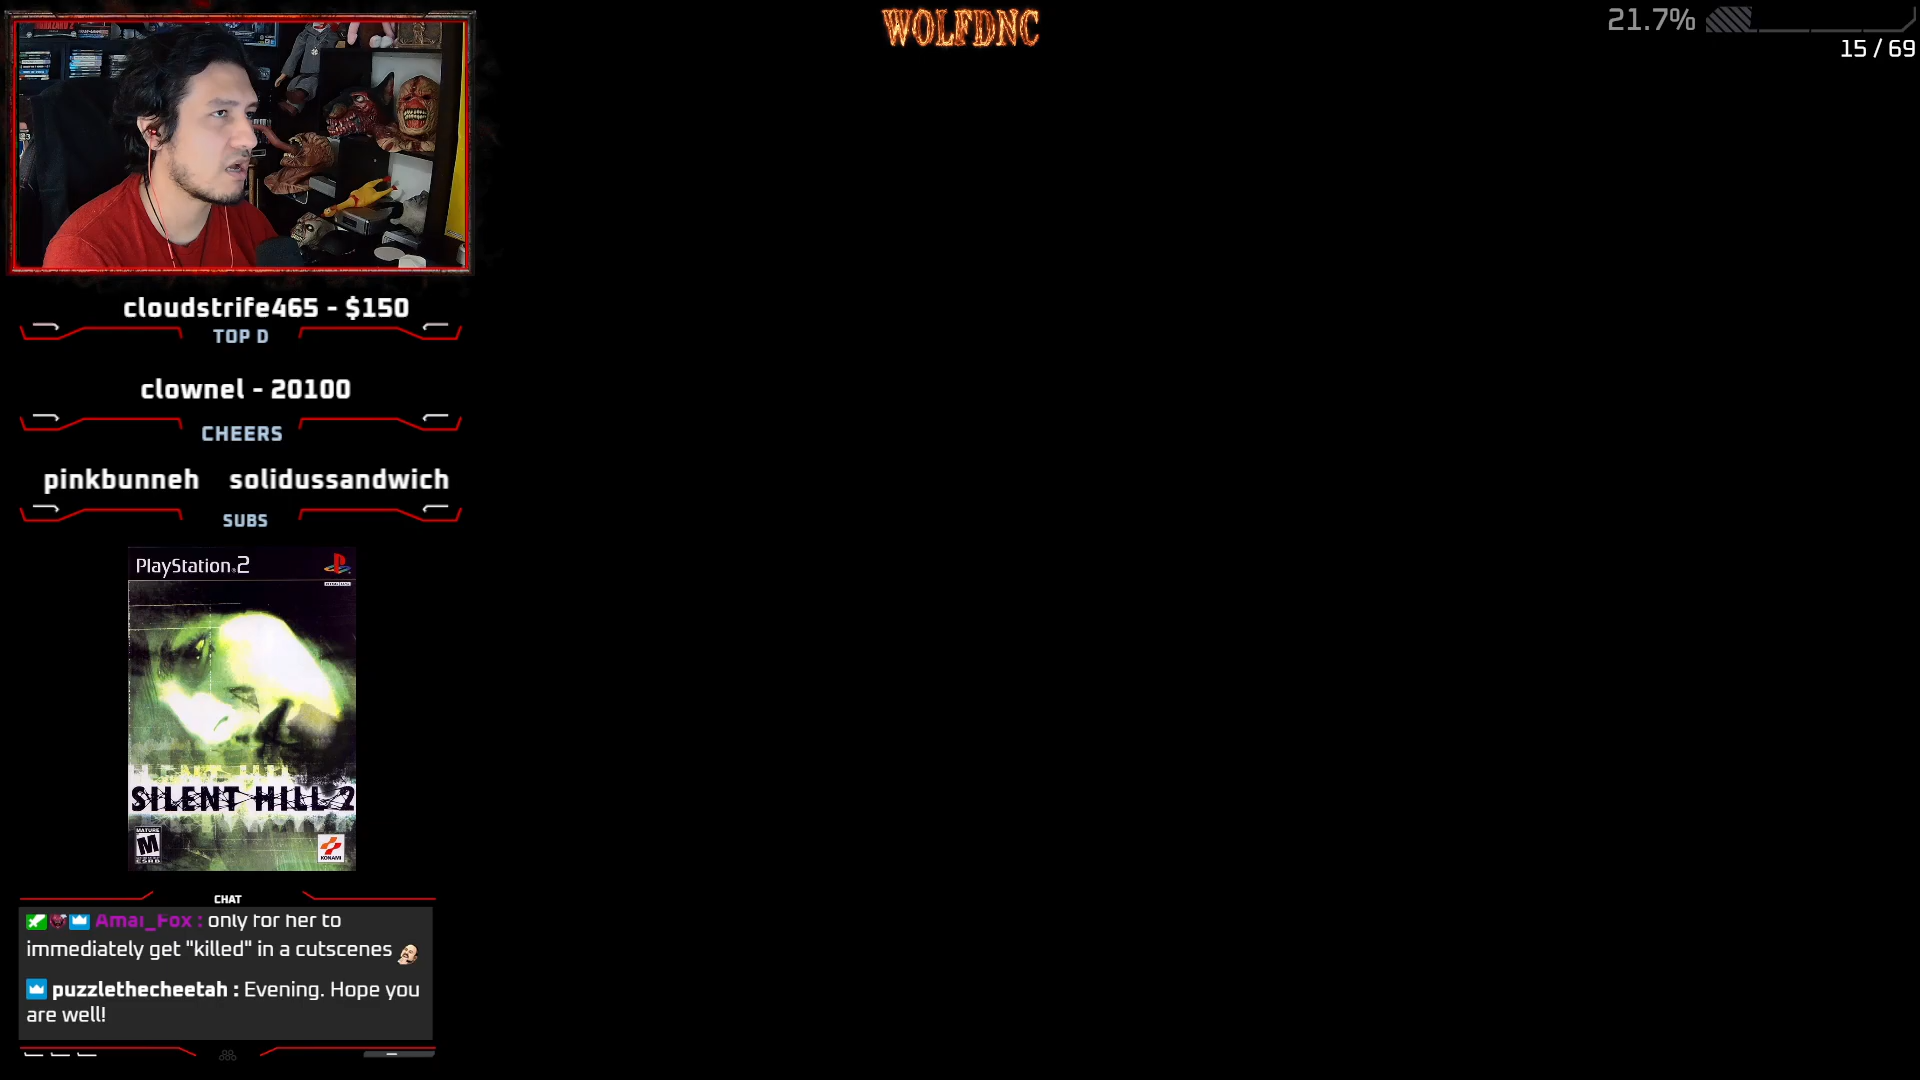 WOLFDNC
21.7%
15 / 69
cloudstrife465 - $150
TOP D
clownel - 20100
CHEERS
pinkbunneh solidussandwich
SUBS
PlayStation.2
SILENT HILL 2
MATURE
M
ESRB
KONAMI
CHAT
Amai_Fox : only for her to
immediately get "killed" in a cutscenes
puzzlethecheetah : Evening. Hope you
are well!